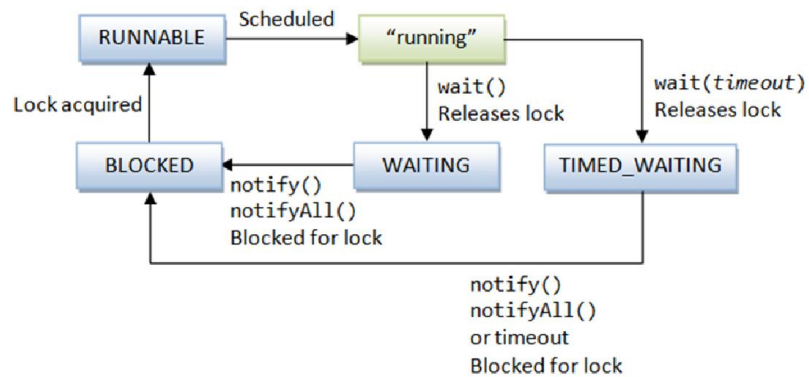 Scheduled
RUNNABLE
“running”
wait()
Releases lock
wait(timeout)
Releases lock
Lock acquired
BLOCKED
WAITING
TIMED_WAITING
notify()
notifyAll()
Blocked for lock
notify()
notifyAll()
or timeout
Blocked for lock